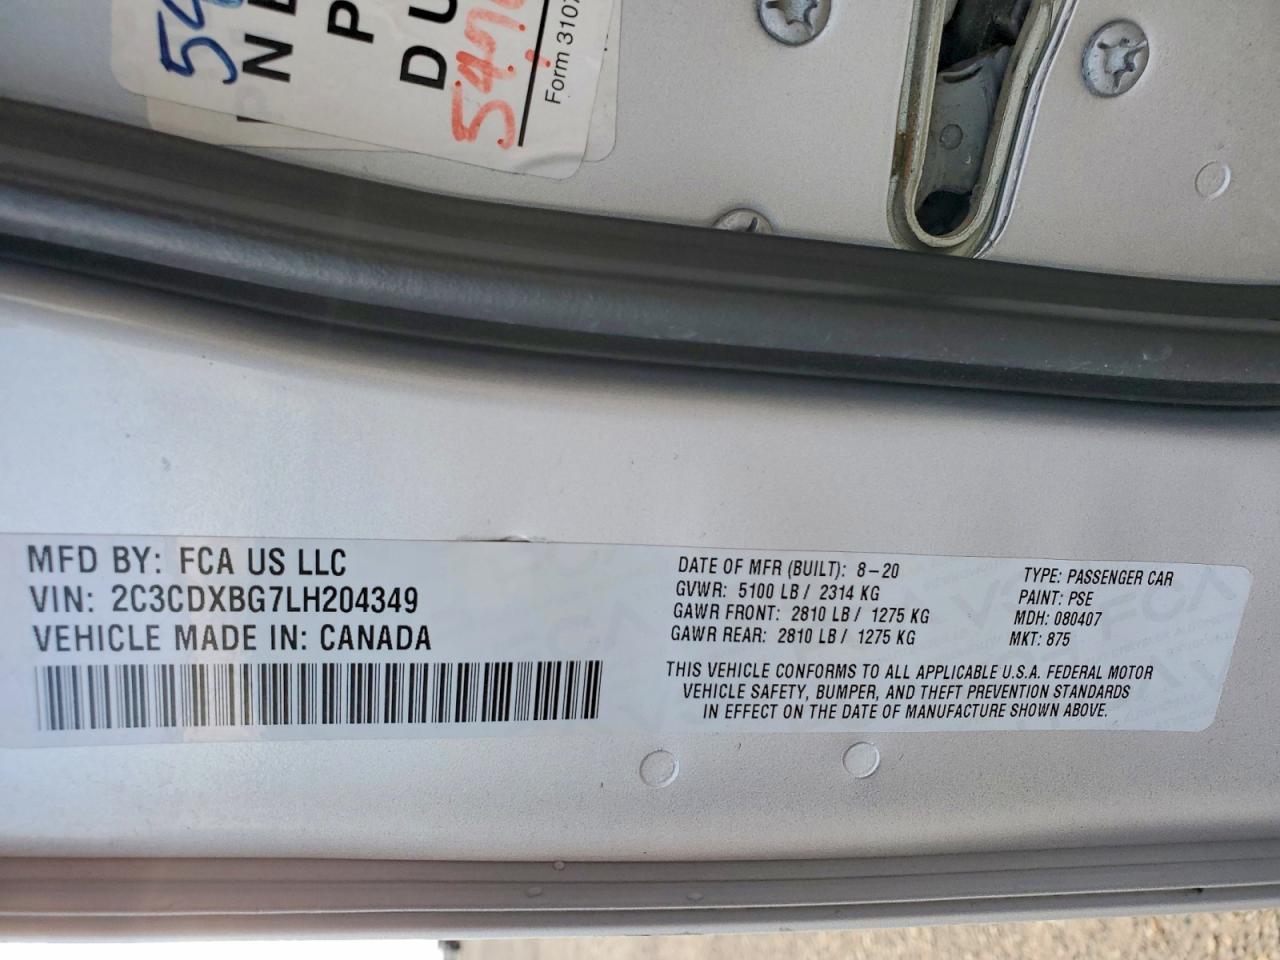 P
DU
Form 3107
MFD BY: FCA US LLC
VIN: 2C3CDXBG7LH204349
VEHICLE MADE IN: CANADA
DATE OF MFR (BUILT): 8-20
GVWR: 5100 LB / 2314 KG
GAWR FRONT: 2810 LB / 1275 KG
GAWR REAR: 2810 LB / 1275 KG
TYPE: PASSENGER CAR
PAINT: PSE
MDH: 080407
MKT: 875
THIS VEHICLE CONFORMS TO ALL APPLICABLE U.S.A. FEDERAL MOTOR
VEHICLE SAFETY, BUMPER, AND THEFT PREVENTION STANDARDS
IN EFFECT ON THE DATE OF MANUFACTURE SHOWN ABOVE.